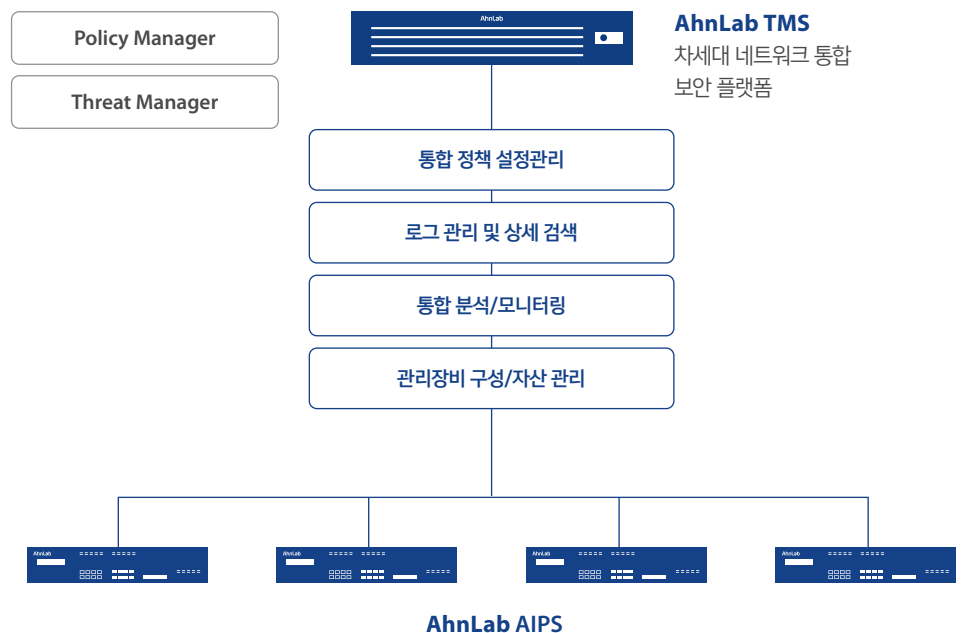 Policy Manager
Threat Manager
AhnLab
AhnLab TMS
차세대 네트워크 통합
보안 플랫폼
통합 정책 설정관리
로그 관리 및 상세 검색
통합 분석/모니터링
관리장비 구성/자산 관리
AhnLab
AhnLab
AhnLab
AhnLab
AhnLab AIPS